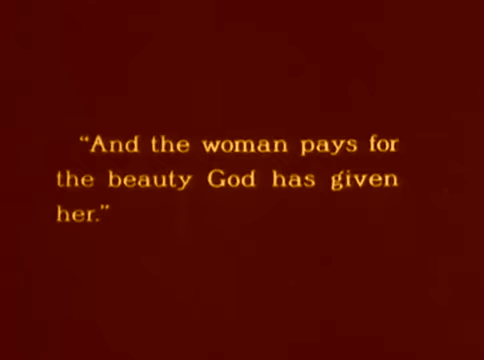 “And the woman pays for
the beauty God has given
her.”